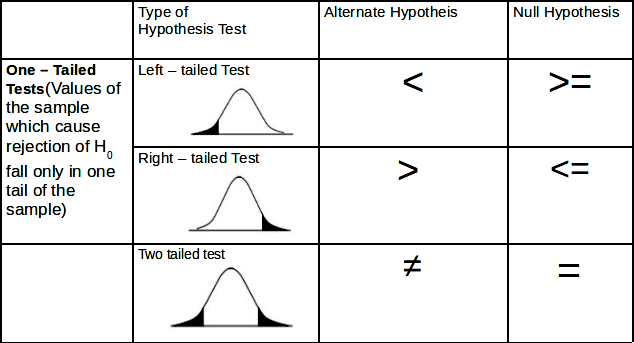 Type of
Hypothesis Test
Alternate Hypotheis
Null Hypothesis
One – Tailed
Tests(Values of
the sample
which cause
rejection of H0
fall only in one
tail of the
sample)
Left – tailed Test
<
>=
Right – tailed Test
>
<=
Two tailed test
≠
=